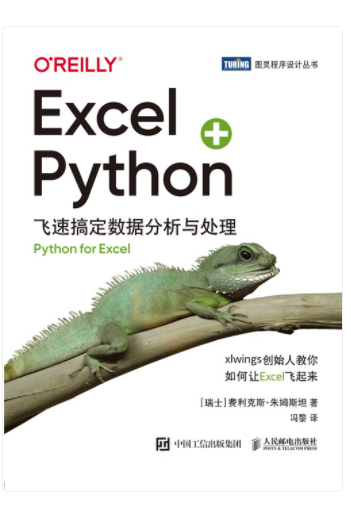 O'REILLY®
TURING 图灵程序设计丛书
Excel
+
Python
飞速搞定数据分析与处理
Python for Excel
xlwings创始人教你
如何让Excel飞起来
[瑞士] 费利克斯·朱姆斯坦 著
冯黎 译
中国工信出版集团
人民邮电出版社
POSTS & TELECOM PRESS